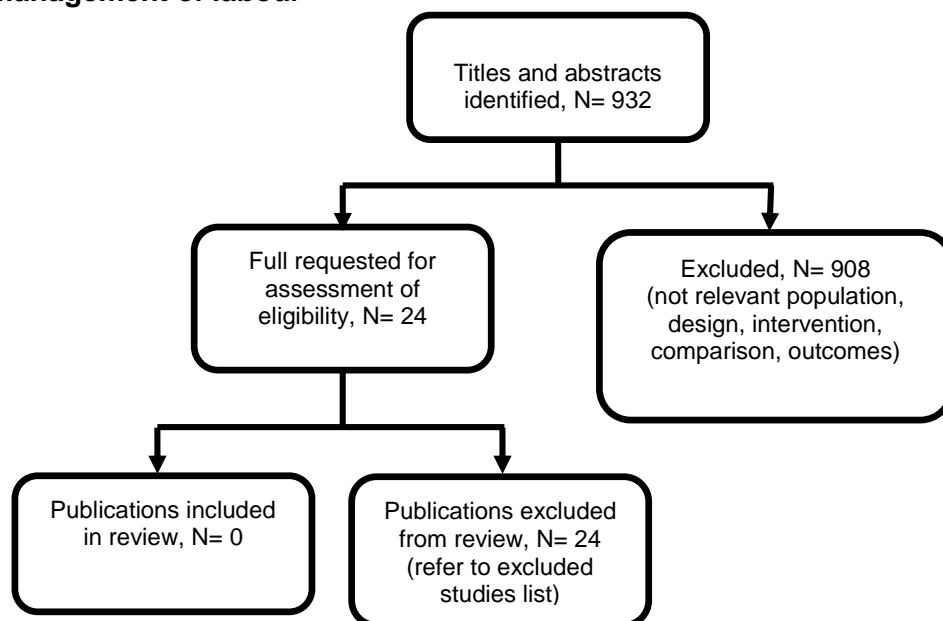 management of labour
Titles and abstracts
identified, N= 932
Full requested for
assessment of
eligibility, N= 24
Excluded, N= 908
(not relevant population,
design, intervention,
comparison, outcomes)
Publications included
in review, N= 0
Publications excluded
from review, N= 24
(refer to excluded
studies list)